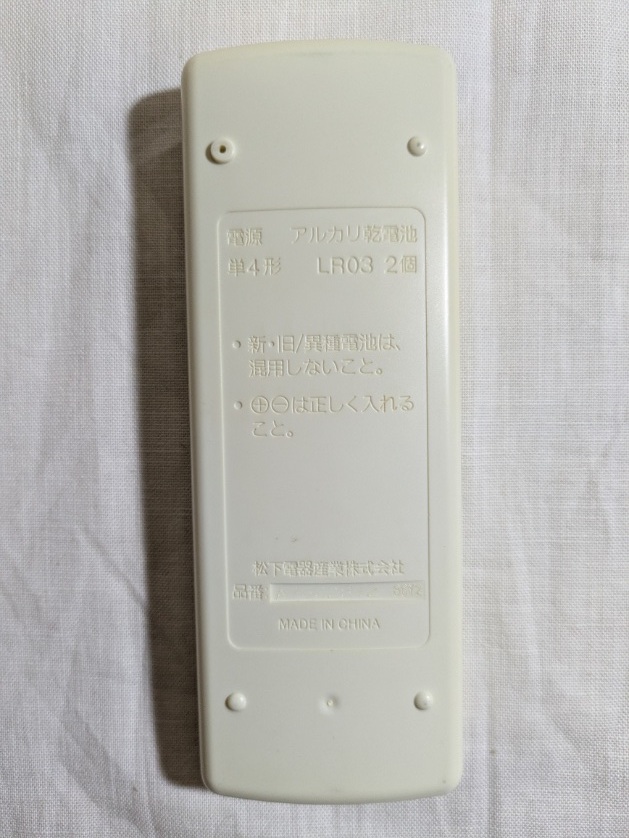 電源 アルカリ乾電池
単4形 LR03 2個
・新・旧/異種電池は、
混用しないこと。
・⊕⊖は正しく入れる
こと。
松下電器産業株式会社
品番
MADE IN CHINA